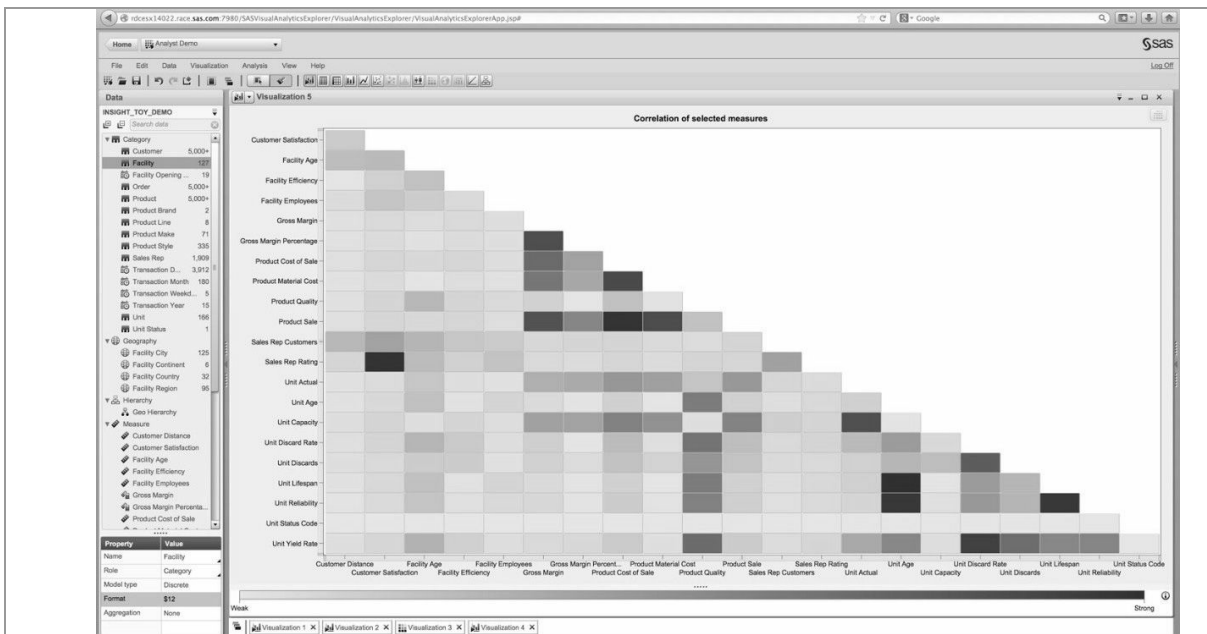 rdcesx14022.race.sas.com:7980/SASVisualAnalyticsExplorer/VisualAnalyticsExplorerApp.jsp#
Google
Home Analyst Demo
sas
File Edit Data Visualization Analysis View Help Log Off
Data
Visualization 5
INSIGHT_TOY_DEMO
Search data
Category
Customer 5,000+
Facility 127
Facility Opening ... 19
Order 5,000+
Product 5,000+
Product Brand 2
Product Line 8
Product Make 71
Product Style 335
Sales Rep 1,909
Transaction D... 3,912
Transaction Month 180
Transaction Weekd... 5
Transaction Year 15
Unit 166
Unit Status 1
Geography
Facility City 125
Facility Continent 6
Facility Country 32
Facility Region 95
Hierarchy
Geo Hierarchy
Measure
Customer Distance
Customer Satisfaction
Facility Age
Facility Efficiency
Facility Employees
Gross Margin
Gross Margin Percenta...
Product Cost of Sale
Property Value
Name Facility
Role Category
Model type Discrete
Format $12
Aggregation None
Correlation of selected measures
Customer Satisfaction
Facility Age
Facility Efficiency
Facility Employees
Gross Margin
Gross Margin Percentage
Product Cost of Sale
Product Material Cost
Product Quality
Product Sale
Sales Rep Customers
Sales Rep Rating
Unit Actual
Unit Age
Unit Capacity
Unit Discard Rate
Unit Discards
Unit Lifespan
Unit Reliability
Unit Status Code
Unit Yield Rate
Customer Distance Facility Age Facility Employees Gross Margin Percent... Product Material Cost Product Sale Sales Rep Rating Unit Age Unit Discard Rate Unit Lifespan Unit Status Code
Customer Satisfaction Facility Efficiency Gross Margin Product Cost of Sale Product Quality Sales Rep Customers Unit Actual Unit Capacity Unit Discards Unit Reliability
Weak Strong
Visualization 1 Visualization 2 Visualization 3 Visualization 4